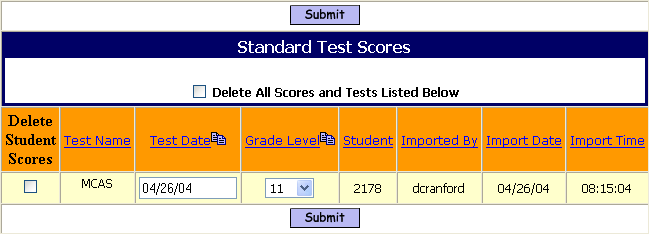 Submit
Standard Test Scores
Delete All Scores and Tests Listed Below
Delete Student Scores Test Name Test Date Grade Level Student Imported By Import Date Import Time
MCAS 04/26/04 11 2178 dcranford 04/26/04 08:15:04
Submit